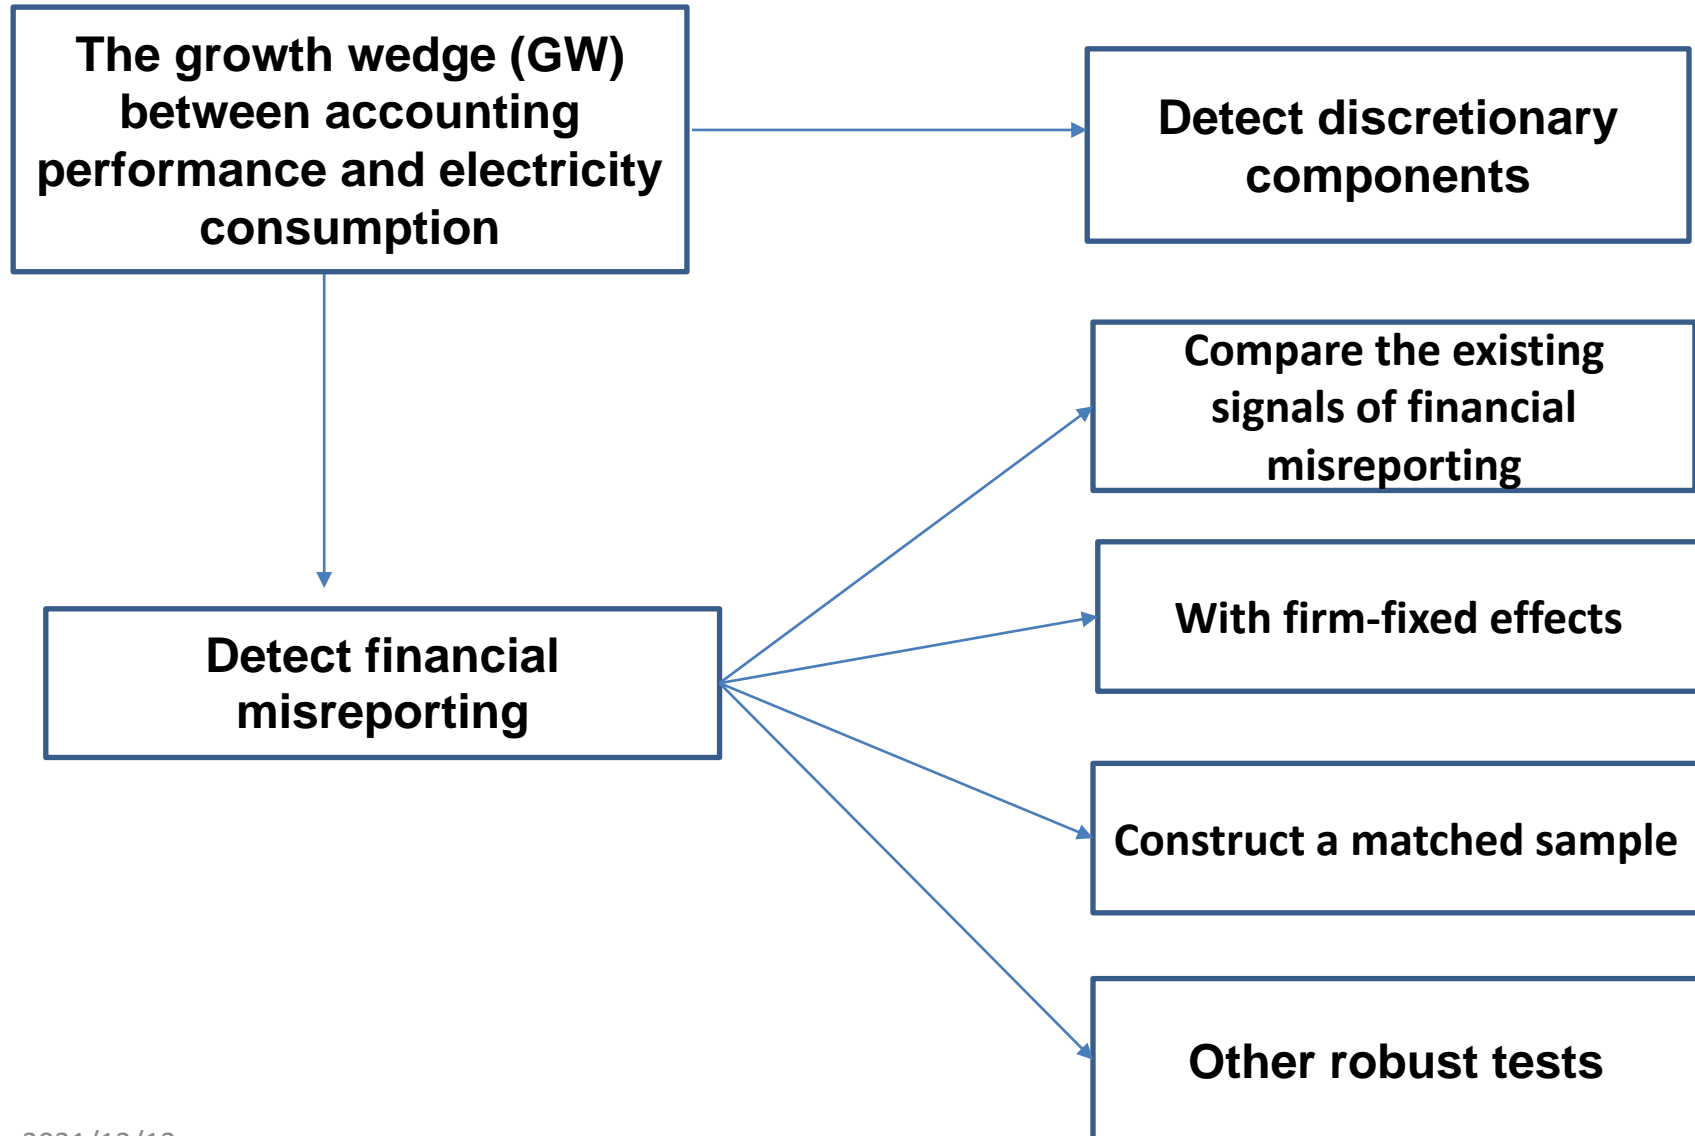 The growth wedge (GW)
between accounting
performance and electricity
consumption
Detect discretionary
components
Compare the existing
signals of financial
misreporting
With firm-fixed effects
Detect financial
misreporting
Construct a matched sample
Other robust tests